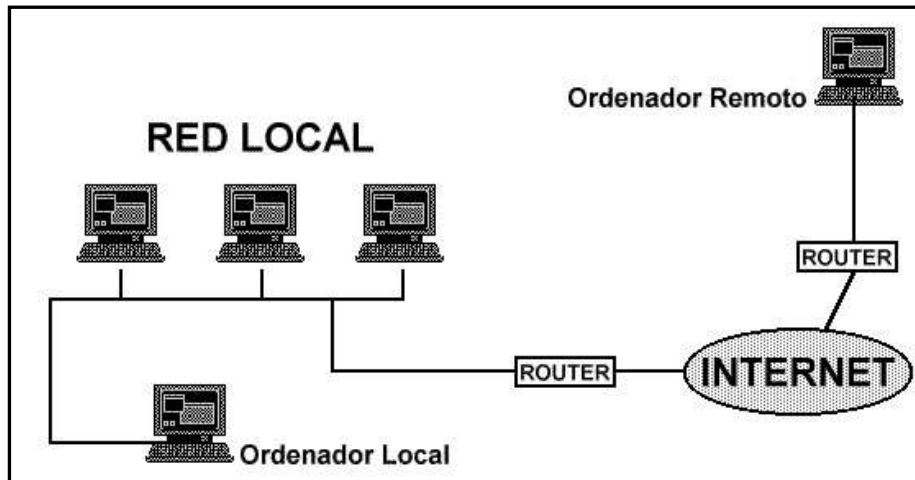 Ordenador Remoto
RED LOCAL
ROUTER
ROUTER
INTERNET
Ordenador Local